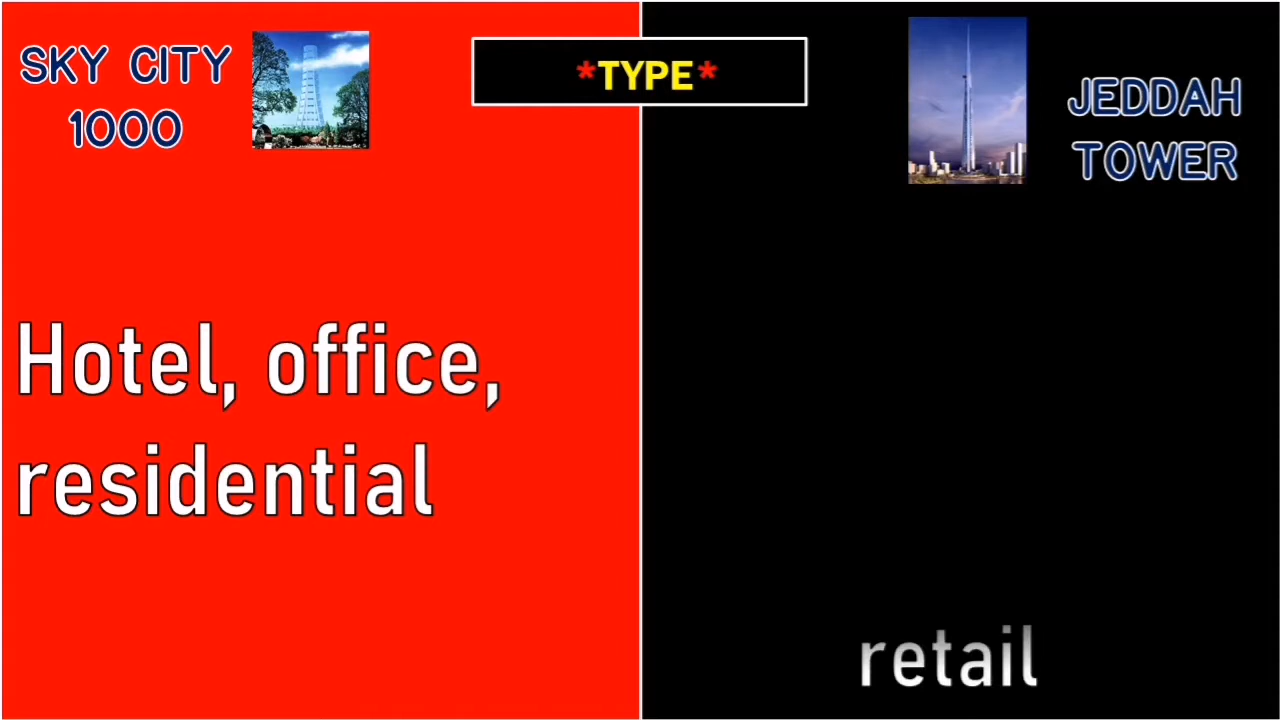 SKY CITY
1000
*TYPE*
JEDDAH
TOWER
Hotel, office,
residential
retail